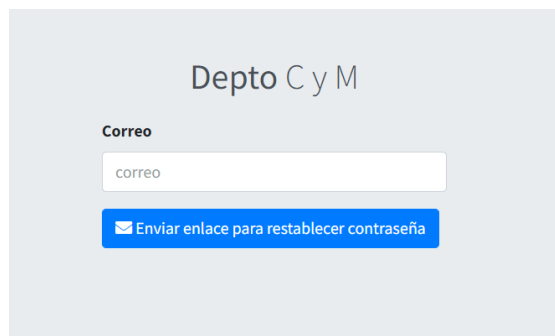 Depto C y M
Correo
correo
Enviar enlace para restablecer contraseña